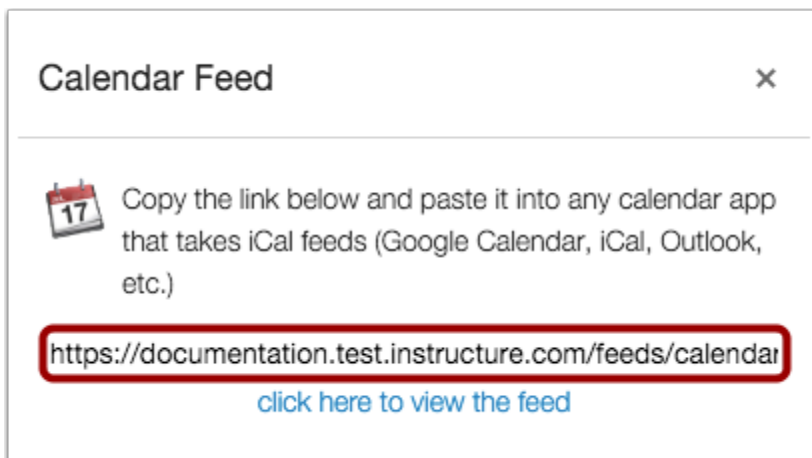 Calendar Feed
×
17
Copy the link below and paste it into any calendar app
that takes iCal feeds (Google Calendar, iCal, Outlook,
etc.)
https://documentation.test.instructure.com/feeds/calendar
click here to view the feed